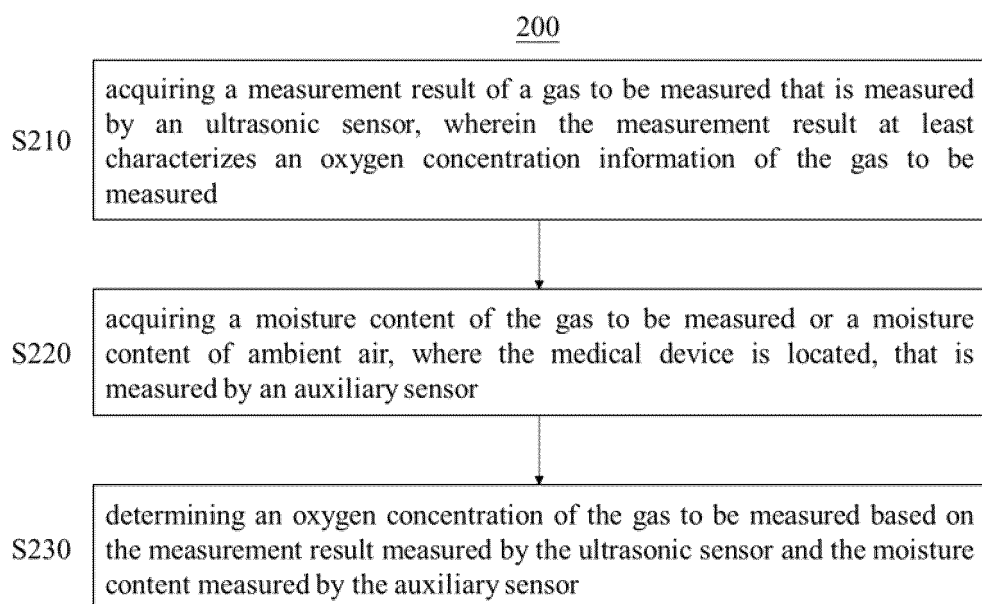 200
S210
acquiring a measurement result of a gas to be measured that is measured
by an ultrasonic sensor, wherein the measurement result at least
characterizes an oxygen concentration information of the gas to be
measured
S220
acquiring a moisture content of the gas to be measured or a moisture
content of ambient air, where the medical device is located, that is
measured by an auxiliary sensor
S230
determining an oxygen concentration of the gas to be measured based on
the measurement result measured by the ultrasonic sensor and the moisture
content measured by the auxiliary sensor